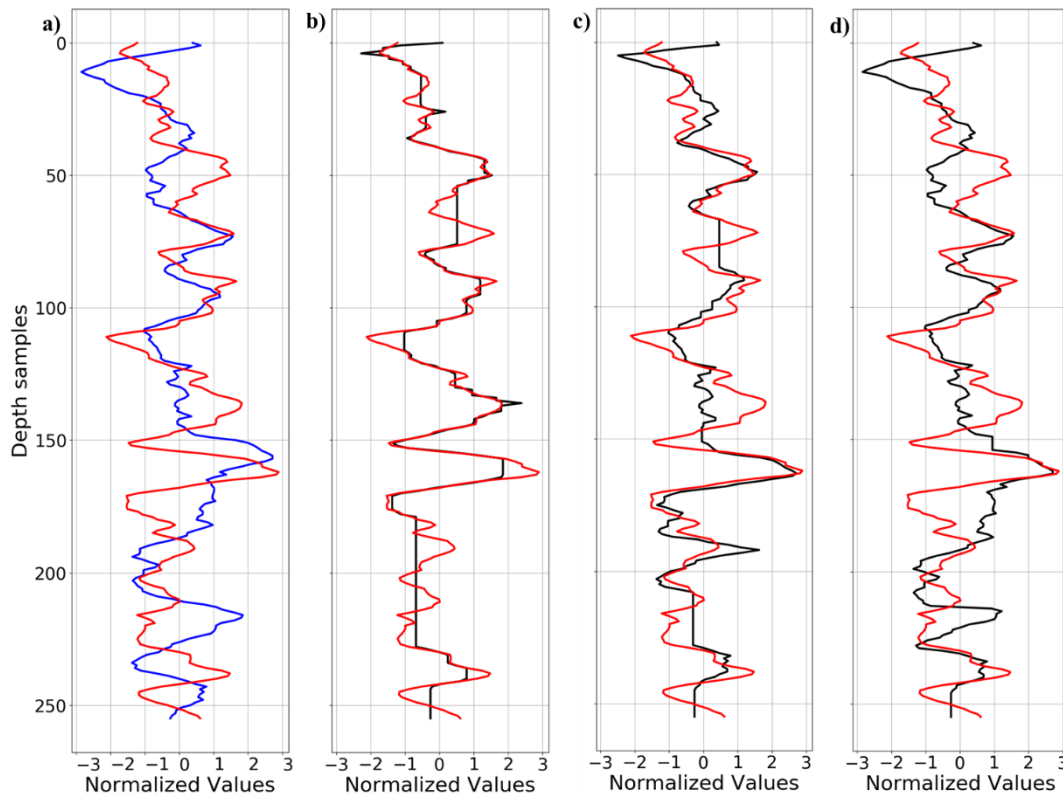 a)
b)
c)
d)
0
50
100
150
200
250
Depth samples
−3 −2 −1 0 1 2 3
−3 −2 −1 0 1 2 3
−3 −2 −1 0 1 2 3
−3 −2 −1 0 1 2 3
Normalized Values
Normalized Values
Normalized Values
Normalized Values